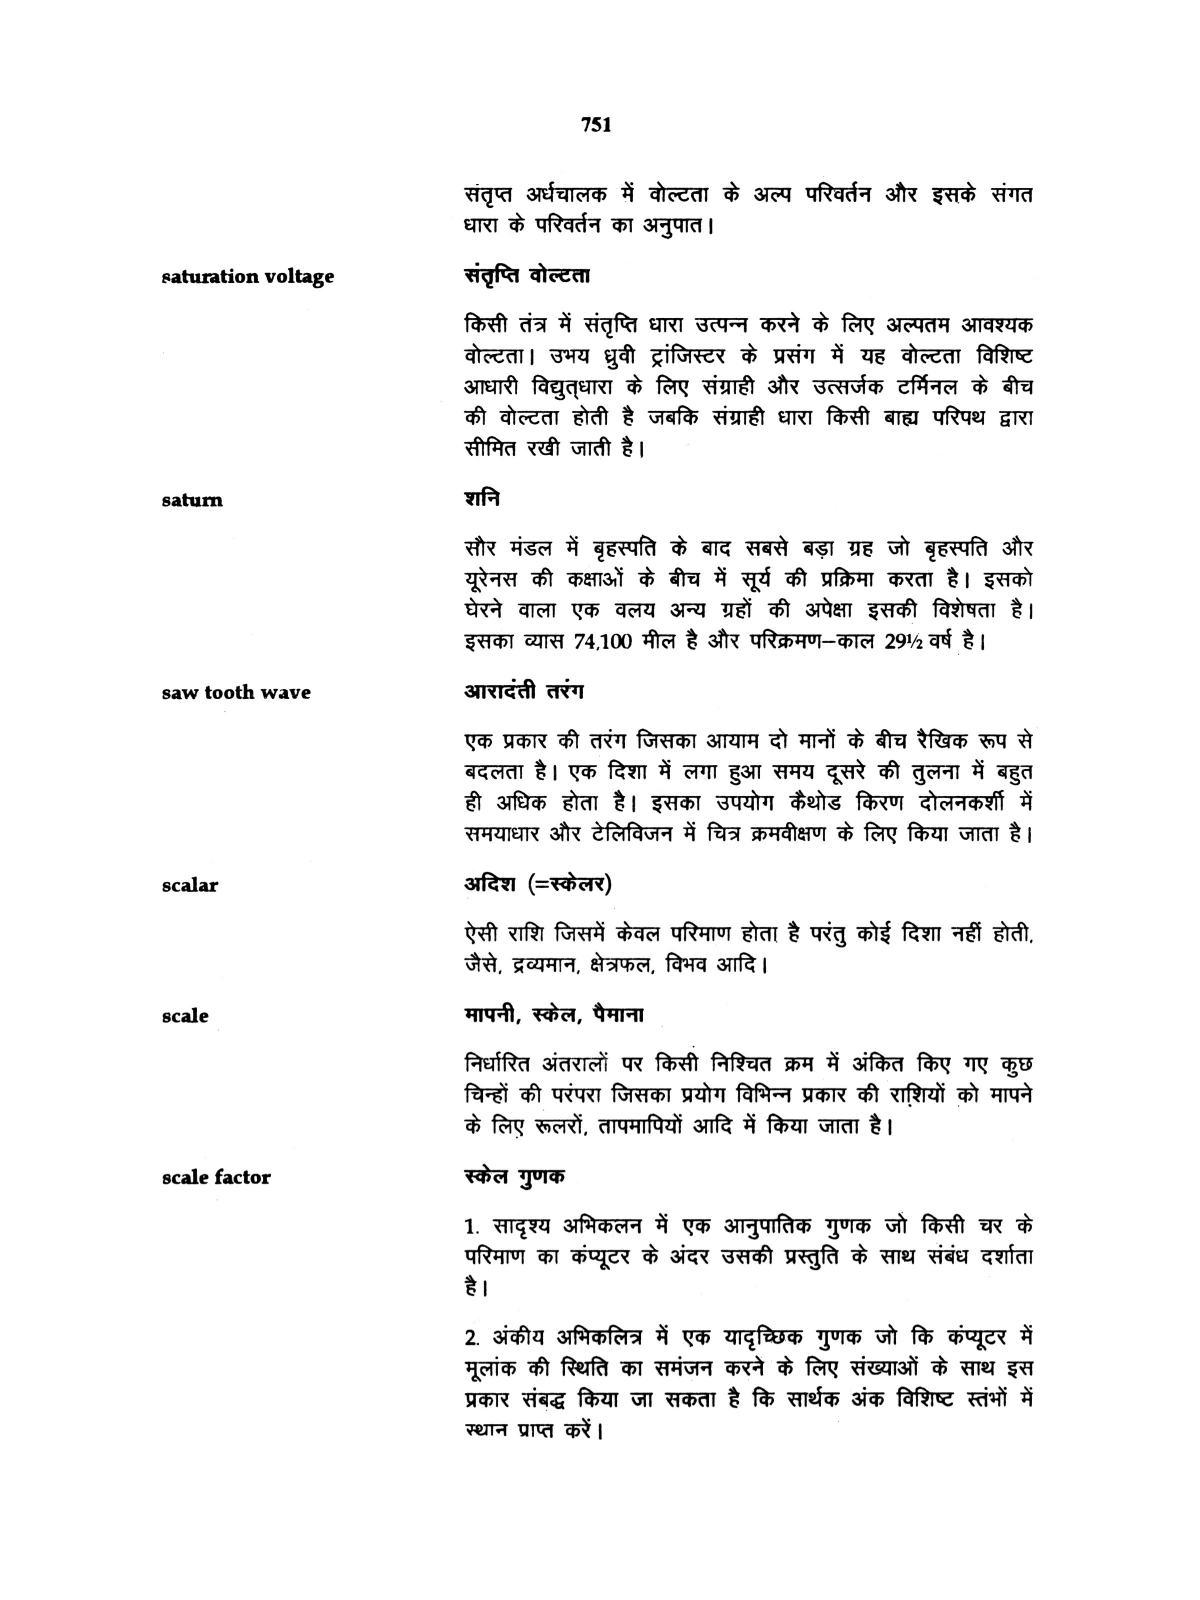 751
संतृप्त अर्धचालक में वोल्टता के अल्प परिवर्तन और इसके संगत
धारा के परिवर्तन का अनुपात।
saturation voltage संतृप्ति वोल्टता
किसी तंत्र में संतृप्ति धारा उत्पन्न करने के लिए अल्पतम आवश्यक
वोल्टता। उभय ध्रुवी ट्रांजिस्टर के प्रसंग में यह वोल्टता विशिष्ट
आधारी विद्युत्धारा के लिए संग्राही और उत्सर्जक टर्मिनल के बीच
की वोल्टता होती है जबकि संग्राही धारा किसी बाह्य परिपथ द्वारा
सीमित रखी जाती है।
saturn शनि
सौर मंडल में बृहस्पति के बाद सबसे बड़ा ग्रह जो बृहस्पति और
यूरेनस की कक्षाओं के बीच में सूर्य की प्रक्रिमा करता है। इसको
घेरने वाला एक वलय अन्य ग्रहों की अपेक्षा इसकी विशेषता है।
इसका व्यास 74,100 मील है और परिक्रमण–काल 29½ वर्ष है।
saw tooth wave आरादंती तरंग
एक प्रकार की तरंग जिसका आयाम दो मानों के बीच रैखिक रूप से
बदलता है। एक दिशा में लगा हुआ समय दूसरे की तुलना में बहुत
ही अधिक होता है। इसका उपयोग कैथोड किरण दोलनकर्शी में
समयाधार और टेलिविजन में चित्र क्रमवीक्षण के लिए किया जाता है।
scalar अदिश (=स्केलर)
ऐसी राशि जिसमें केवल परिमाण होता है परंतु कोई दिशा नहीं होती,
जैसे, द्रव्यमान, क्षेत्रफल, विभव आदि।
scale मापनी, स्केल, पैमाना
निर्धारित अंतरालों पर किसी निश्चित क्रम में अंकित किए गए कुछ
चिन्हों की परंपरा जिसका प्रयोग विभिन्न प्रकार की राशियों को मापने
के लिए रूलरों, तापमापियों आदि में किया जाता है।
scale factor स्केल गुणक
1. सादृश्य अभिकलन में एक आनुपातिक गुणक जो किसी चर के
परिमाण का कंप्यूटर के अंदर उसकी प्रस्तुति के साथ संबंध दर्शाता
है।
2. अंकीय अभिकलित्र में एक यादृच्छिक गुणक जो कि कंप्यूटर में
मूलांक की स्थिति का समंजन करने के लिए संख्याओं के साथ इस
प्रकार संबद्ध किया जा सकता है कि सार्थक अंक विशिष्ट स्तंभों में
स्थान प्राप्त करें।